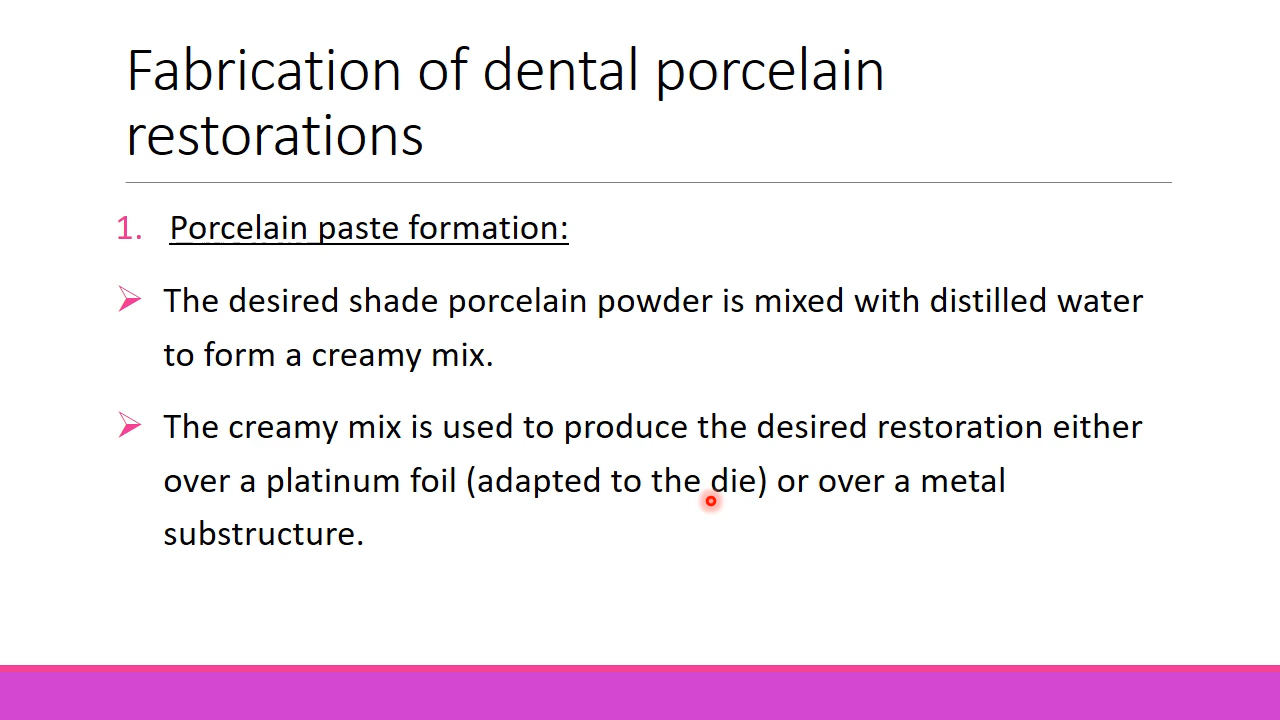 Fabrication of dental porcelain
restorations
1. Porcelain paste formation:
The desired shade porcelain powder is mixed with distilled water
to form a creamy mix.
The creamy mix is used to produce the desired restoration either
over a platinum foil (adapted to the die) or over a metal
substructure.